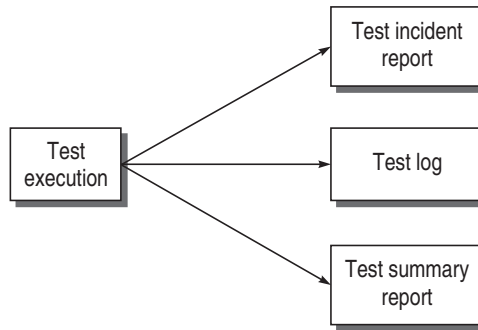 Test incident
report
Test
execution
Test log
Test summary
report